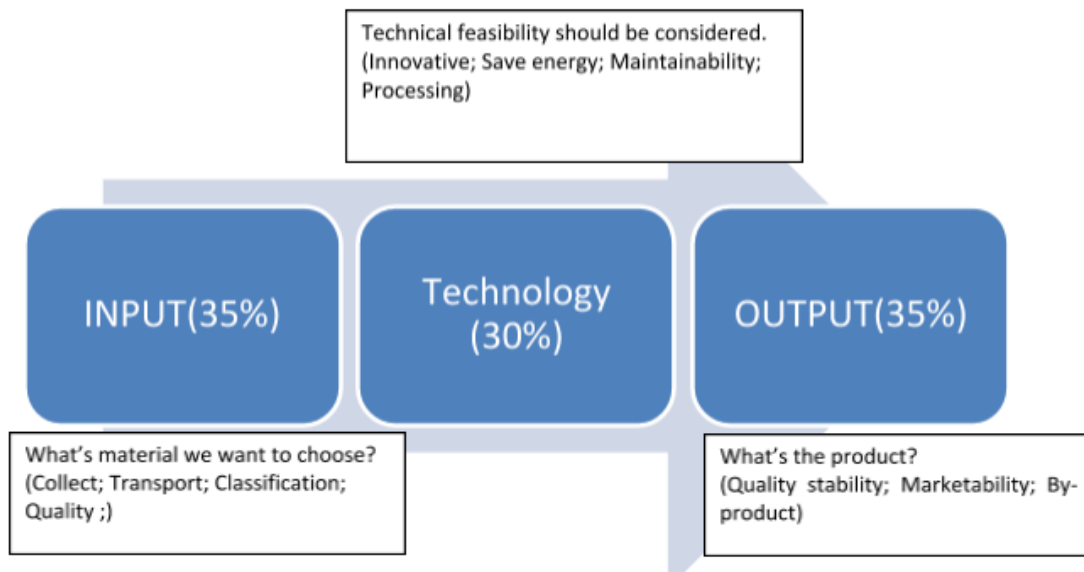 Technical feasibility should be considered.
(Innovative; Save energy; Maintainability;
Processing)
INPUT(35%)
Technology
(30%)
OUTPUT(35%)
What's material we want to choose?
(Collect; Transport; Classification;
Quality ;)
What's the product?
(Quality stability; Marketability; By-
product)